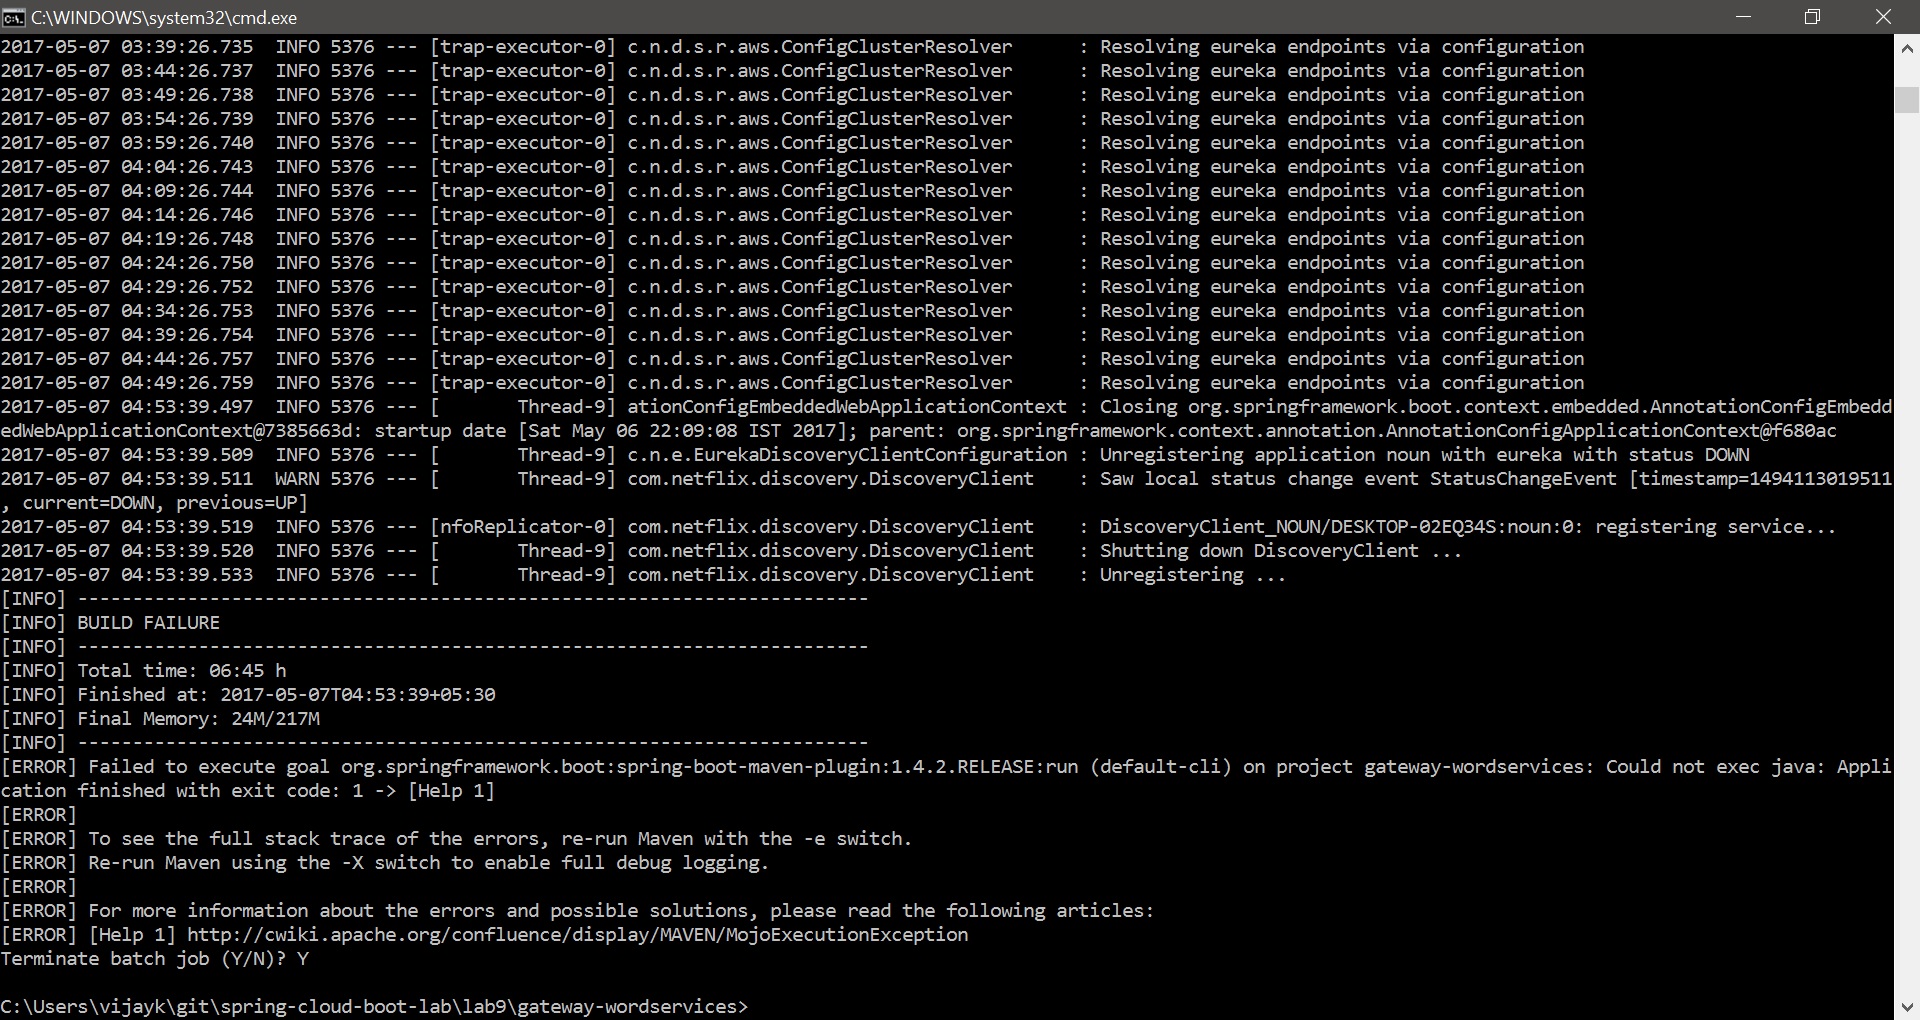 C:\WINDOWS\system32\cmd.exe
2017-05-07 03:39:26.735  INFO 5376 --- [trap-executor-0] c.n.d.s.r.aws.ConfigClusterResolver      : Resolving eureka endpoints via configuration
2017-05-07 03:44:26.737  INFO 5376 --- [trap-executor-0] c.n.d.s.r.aws.ConfigClusterResolver      : Resolving eureka endpoints via configuration
2017-05-07 03:49:26.738  INFO 5376 --- [trap-executor-0] c.n.d.s.r.aws.ConfigClusterResolver      : Resolving eureka endpoints via configuration
2017-05-07 03:54:26.739  INFO 5376 --- [trap-executor-0] c.n.d.s.r.aws.ConfigClusterResolver      : Resolving eureka endpoints via configuration
2017-05-07 03:59:26.740  INFO 5376 --- [trap-executor-0] c.n.d.s.r.aws.ConfigClusterResolver      : Resolving eureka endpoints via configuration
2017-05-07 04:04:26.743  INFO 5376 --- [trap-executor-0] c.n.d.s.r.aws.ConfigClusterResolver      : Resolving eureka endpoints via configuration
2017-05-07 04:09:26.744  INFO 5376 --- [trap-executor-0] c.n.d.s.r.aws.ConfigClusterResolver      : Resolving eureka endpoints via configuration
2017-05-07 04:14:26.746  INFO 5376 --- [trap-executor-0] c.n.d.s.r.aws.ConfigClusterResolver      : Resolving eureka endpoints via configuration
2017-05-07 04:19:26.748  INFO 5376 --- [trap-executor-0] c.n.d.s.r.aws.ConfigClusterResolver      : Resolving eureka endpoints via configuration
2017-05-07 04:24:26.750  INFO 5376 --- [trap-executor-0] c.n.d.s.r.aws.ConfigClusterResolver      : Resolving eureka endpoints via configuration
2017-05-07 04:29:26.752  INFO 5376 --- [trap-executor-0] c.n.d.s.r.aws.ConfigClusterResolver      : Resolving eureka endpoints via configuration
2017-05-07 04:34:26.753  INFO 5376 --- [trap-executor-0] c.n.d.s.r.aws.ConfigClusterResolver      : Resolving eureka endpoints via configuration
2017-05-07 04:39:26.754  INFO 5376 --- [trap-executor-0] c.n.d.s.r.aws.ConfigClusterResolver      : Resolving eureka endpoints via configuration
2017-05-07 04:44:26.757  INFO 5376 --- [trap-executor-0] c.n.d.s.r.aws.ConfigClusterResolver      : Resolving eureka endpoints via configuration
2017-05-07 04:49:26.759  INFO 5376 --- [trap-executor-0] c.n.d.s.r.aws.ConfigClusterResolver      : Resolving eureka endpoints via configuration
2017-05-07 04:53:39.497  INFO 5376 --- [       Thread-9] ationConfigEmbeddedWebApplicationContext : Closing org.springframework.boot.context.embedded.AnnotationConfigEmbedd
edWebApplicationContext@7385663d: startup date [Sat May 06 22:09:08 IST 2017]; parent: org.springframework.context.annotation.AnnotationConfigApplicationContext@f680ac
2017-05-07 04:53:39.509  INFO 5376 --- [       Thread-9] c.n.e.EurekaDiscoveryClientConfiguration : Unregistering application noun with eureka with status DOWN
2017-05-07 04:53:39.511  WARN 5376 --- [       Thread-9] com.netflix.discovery.DiscoveryClient    : Saw local status change event StatusChangeEvent [timestamp=1494113019511
, current=DOWN, previous=UP]
2017-05-07 04:53:39.519  INFO 5376 --- [nfoReplicator-0] com.netflix.discovery.DiscoveryClient    : DiscoveryClient_NOUN/DESKTOP-02EQ34S:noun:0: registering service...
2017-05-07 04:53:39.520  INFO 5376 --- [       Thread-9] com.netflix.discovery.DiscoveryClient    : Shutting down DiscoveryClient ...
2017-05-07 04:53:39.533  INFO 5376 --- [       Thread-9] com.netflix.discovery.DiscoveryClient    : Unregistering ...
[INFO] ------------------------------------------------------------------------
[INFO] BUILD FAILURE
[INFO] ------------------------------------------------------------------------
[INFO] Total time: 06:45 h
[INFO] Finished at: 2017-05-07T04:53:39+05:30
[INFO] Final Memory: 24M/217M
[INFO] ------------------------------------------------------------------------
[ERROR] Failed to execute goal org.springframework.boot:spring-boot-maven-plugin:1.4.2.RELEASE:run (default-cli) on project gateway-wordservices: Could not exec java: Appli
cation finished with exit code: 1 -> [Help 1]
[ERROR]
[ERROR] To see the full stack trace of the errors, re-run Maven with the -e switch.
[ERROR] Re-run Maven using the -X switch to enable full debug logging.
[ERROR]
[ERROR] For more information about the errors and possible solutions, please read the following articles:
[ERROR] [Help 1] http://cwiki.apache.org/confluence/display/MAVEN/MojoExecutionException
Terminate batch job (Y/N)? Y
C:\Users\vijayk\git\spring-cloud-boot-lab\lab9\gateway-wordservices>